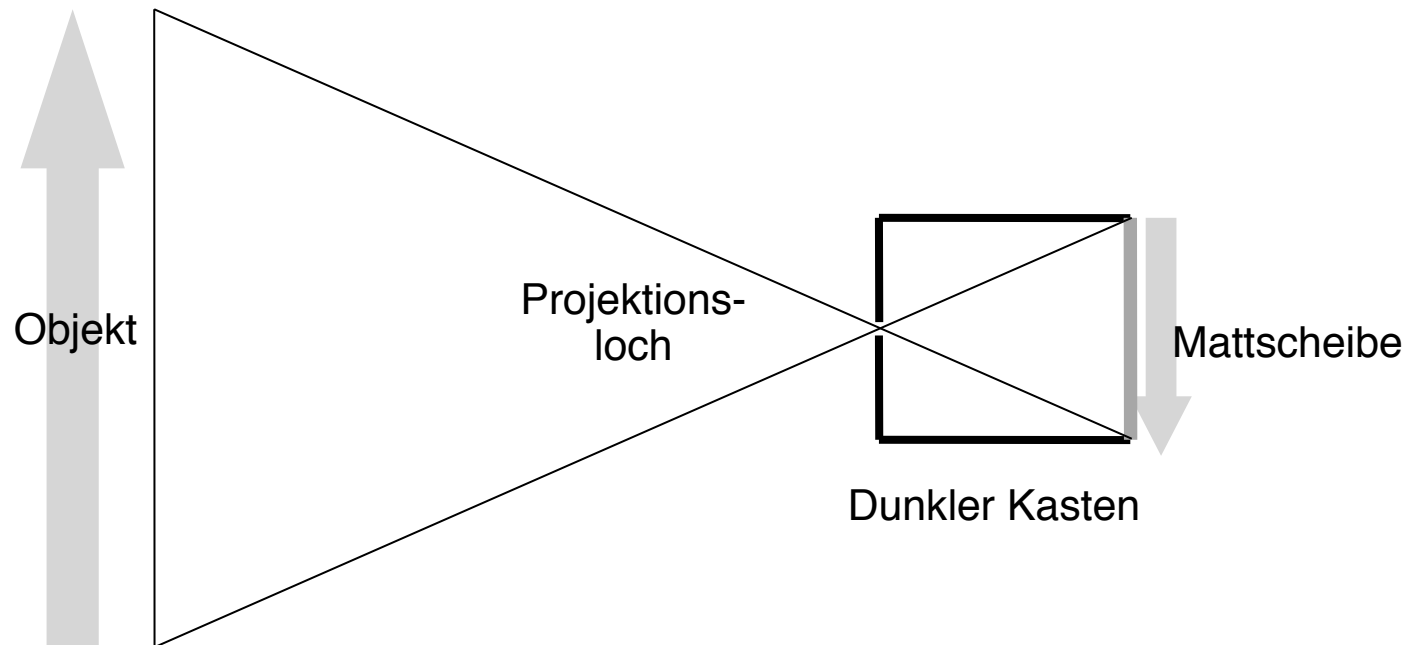 Objekt
Projektions-
loch
Mattscheibe
Dunkler Kasten